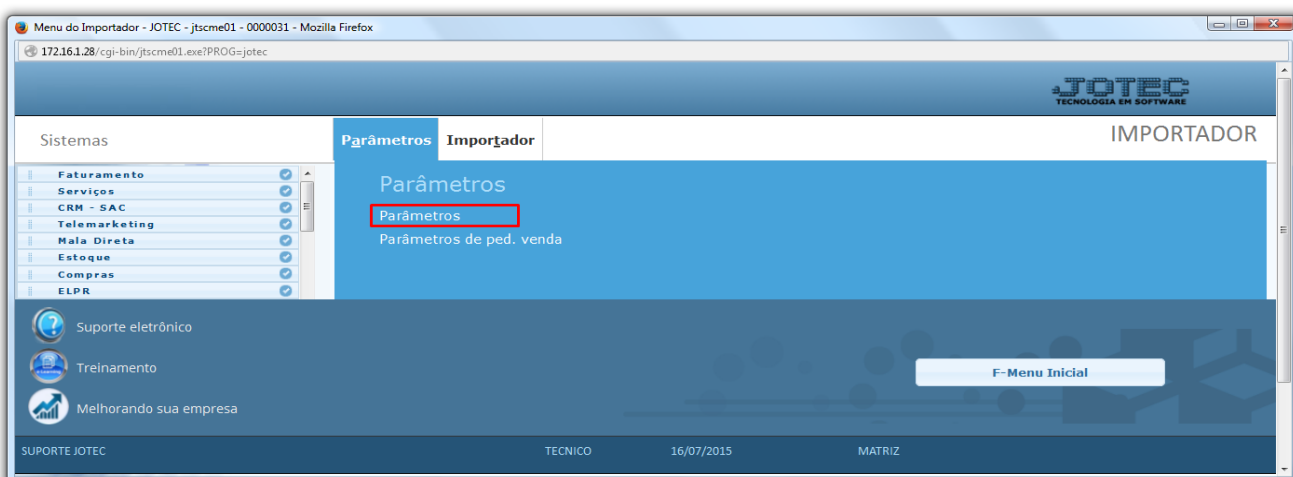 Menu do Importador - JOTEC - jtscme01 - 0000031 - Mozilla Firefox
172.16.1.28/cgi-bin/jtscme01.exe?PROG=jotec
JOTEC
TECNOLOGIA EM SOFTWARE
Sistemas
Parâmetros Importador
IMPORTADOR
Faturamento
Serviços
CRM - SAC
Telemarketing
Mala Direta
Estoque
Compras
ELPR
Parâmetros
Parâmetros
Parâmetros de ped. venda
Suporte eletrônico
Treinamento
Melhorando sua empresa
F-Menu Inicial
SUPORTE JOTEC TECNICO 16/07/2015 MATRIZ